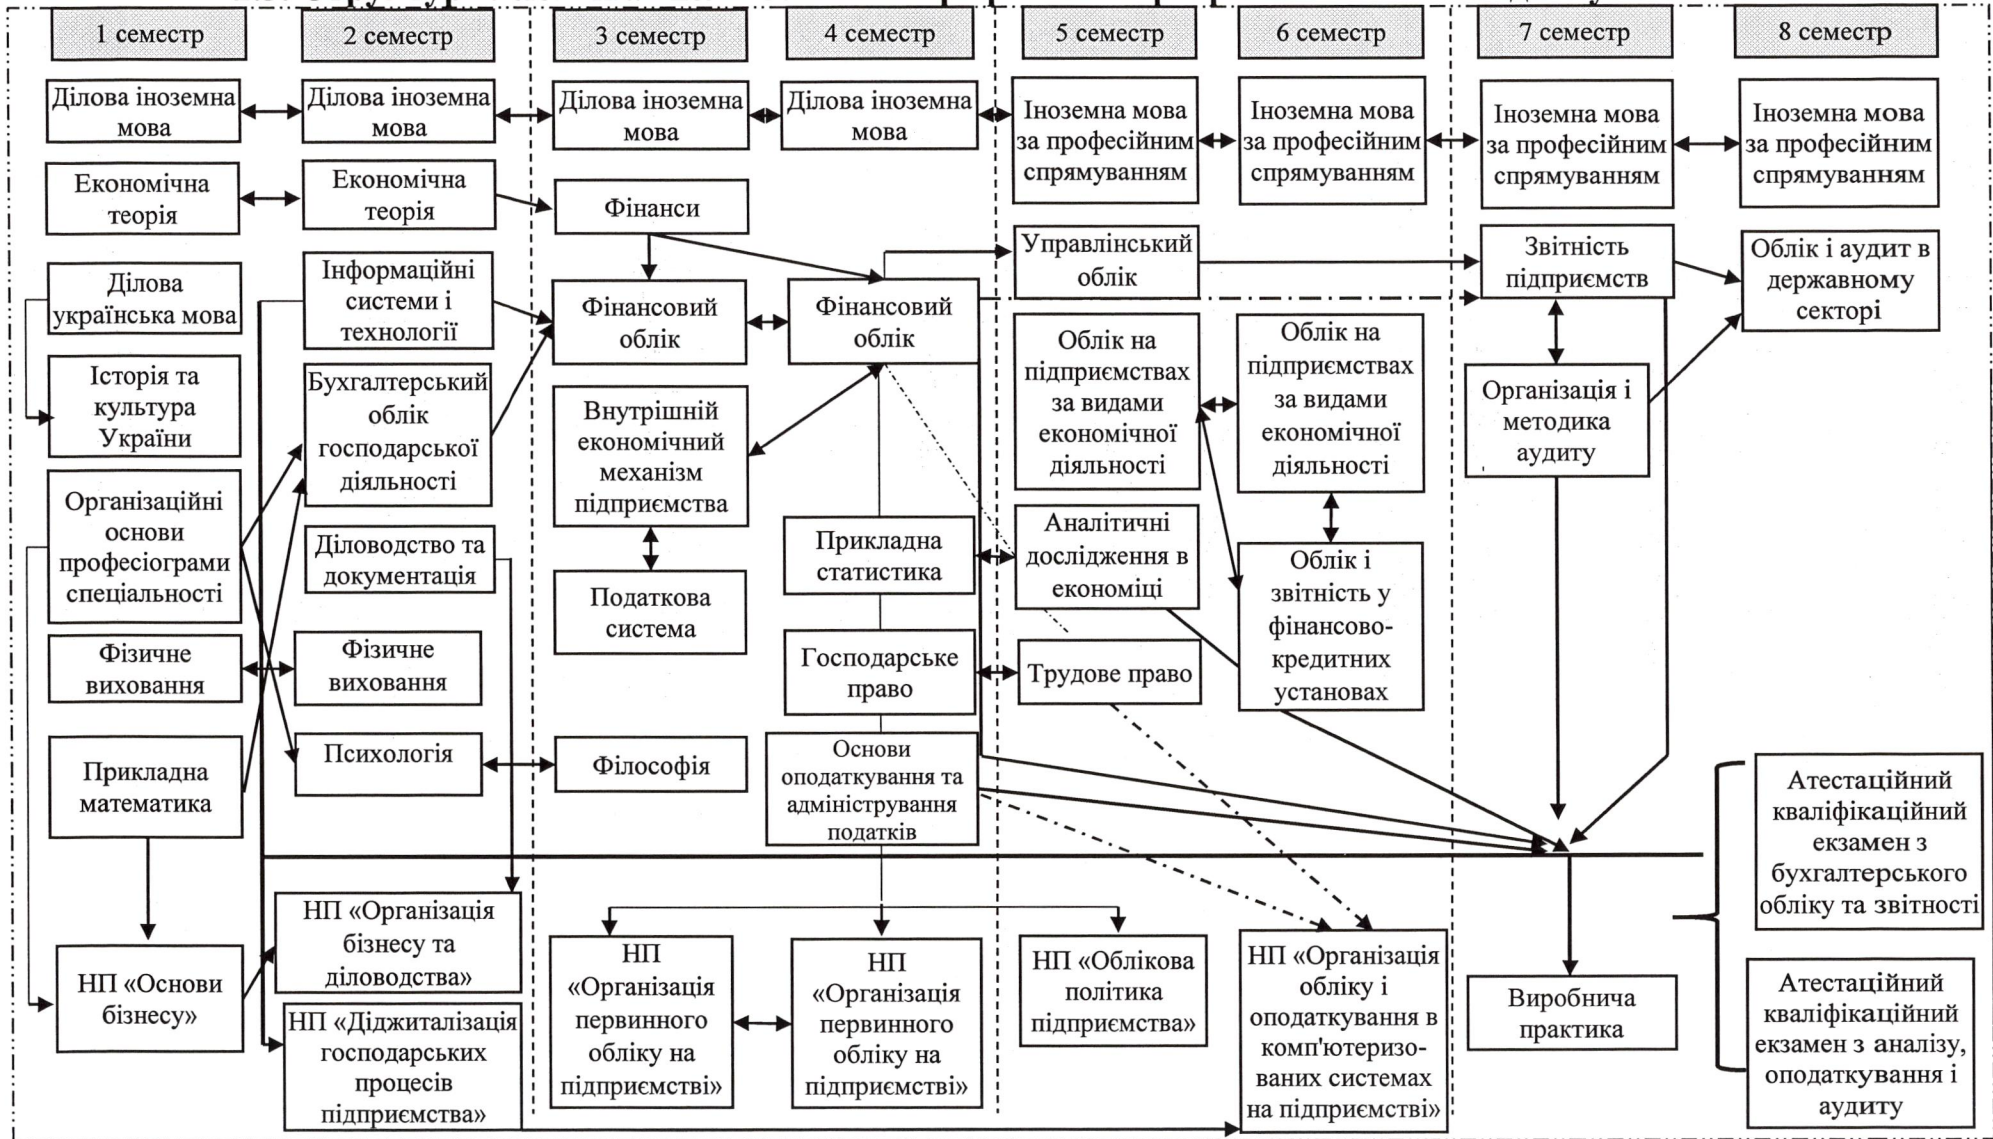 1 семестр
2 семестр
3 семестр
4 семестр
5 семестр
6 семестр
7 семестр
8 семестр
Ділова іноземна
мова
Ділова іноземна
мова
Ділова іноземна
мова
Ділова іноземна
мова
Іноземна мова
за професійним
спрямуванням
Іноземна мова
за професійним
спрямуванням
Іноземна мова
за професійним
спрямуванням
Іноземна мова
за професійним
спрямуванням
Економічна
теорія
Економічна
теорія
Фінанси
Ділова
українська мова
Інформаційні
системи і
технології
Фінансовий
облік
Фінансовий
облік
Управлінський
облік
Звітність
підприємств
Облік і аудит в
державному
секторі
Історія та
культура
України
Бухгалтерський
облік
господарської
діяльності
Внутрішній
економічний
механізм
підприємства
Облік на
підприємствах
за видами
економічної
діяльності
Облік на
підприємствах
за видами
економічної
діяльності
Організація і
методика
аудиту
Організаційні
основи
професіограми
спеціальності
Діловодство та
документація
Податкова
система
Прикладна
статистика
Аналітичні
дослідження в
економіці
Облік і
звітність у
фінансово-
кредитних
установах
Фізичне
виховання
Фізичне
виховання
Господарське
право
Трудове право
Прикладна
математика
Психологія
Філософія
Основи
оподаткування та
адміністрування
податків
Атестаційний
кваліфікаційний
екзамен з
бухгалтерського
обліку та звітності
НП «Основи
бізнесу»
НП «Організація
бізнесу та
діловодства»
НП «Діджиталізація
господарських
процесів
підприємства»
НП
«Організація
первинного
обліку на
підприємстві»
НП
«Організація
первинного
обліку на
підприємстві»
НП «Облікова
політика
підприємства»
НП «Організація
обліку і
оподаткування в
комп'ютеризо-
ваних системах
на підприємстві»
Виробнича
практика
Атестаційний
кваліфікаційний
екзамен з аналізу,
оподаткування і
аудиту